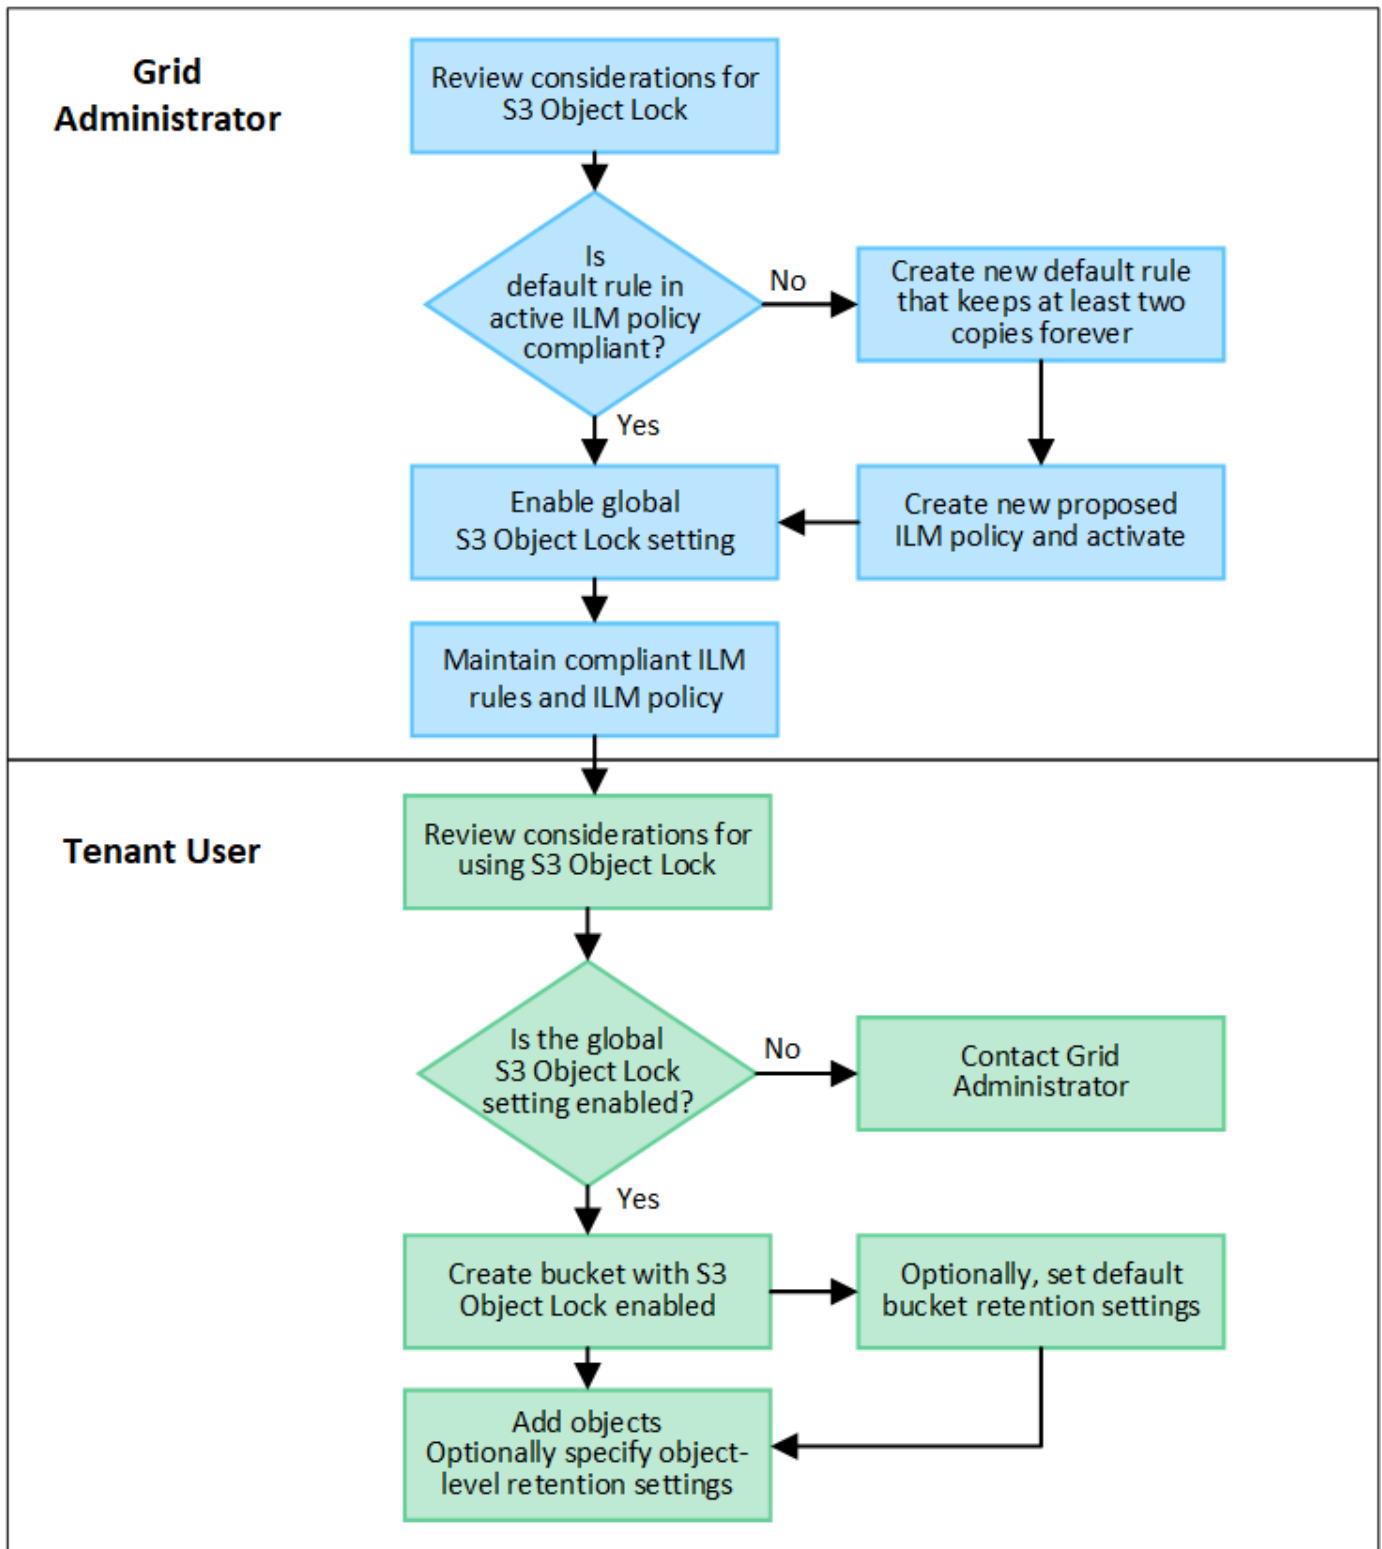 Grid
Administrator
Review considerations for
S3 Object Lock
Is
default rule in
active ILM policy
compliant?
No
Create new default rule
that keeps at least two
copies forever
Yes
Enable global
S3 Object Lock setting
Create new proposed
ILM policy and activate
Maintain compliant ILM
rules and ILM policy
Tenant User
Review considerations for
using S3 Object Lock
Is the global
S3 Object Lock
setting enabled?
No
Contact Grid
Administrator
Yes
Create bucket with S3
Object Lock enabled
Optionally, set default
bucket retention settings
Add objects
Optionally specify object-
level retention settings